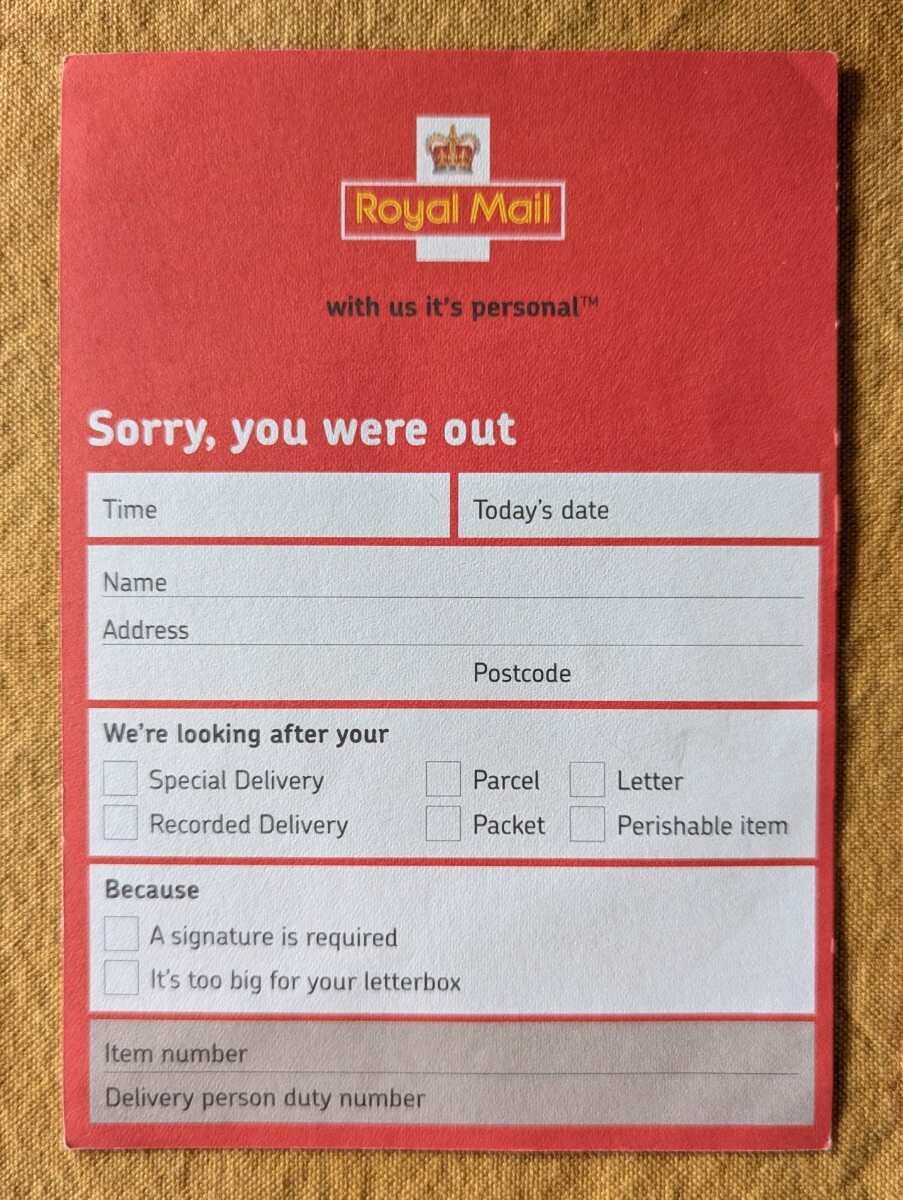 Royal Mail
with us it's personal™
Sorry, you were out
Time Today's date
Name
Address
Postcode
We're looking after your
Special Delivery Parcel Letter
Recorded Delivery Packet Perishable item
Because
A signature is required
It's too big for your letterbox
Item number
Delivery person duty number